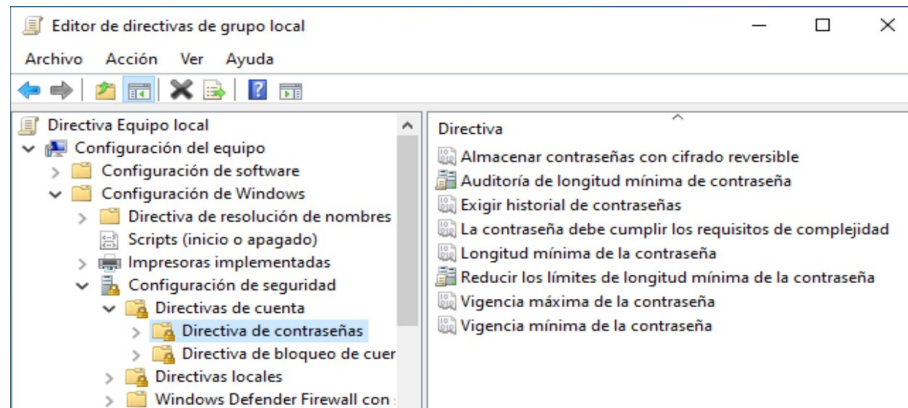 Editor de directivas de grupo local
Archivo Acción Ver Ayuda
Directiva Equipo local
Configuración del equipo
Configuración de software
Configuración de Windows
Directiva de resolución de nombres
Scripts (inicio o apagado)
Impresoras implementadas
Configuración de seguridad
Directivas de cuenta
Directiva de contraseñas
Directiva de bloqueo de cuer
Directivas locales
Windows Defender Firewall con
Directiva
Almacenar contraseñas con cifrado reversible
Auditoría de longitud mínima de contraseña
Exigir historial de contraseñas
La contraseña debe cumplir los requisitos de complejidad
Longitud mínima de la contraseña
Reducir los límites de longitud mínima de la contraseña
Vigencia máxima de la contraseña
Vigencia mínima de la contraseña